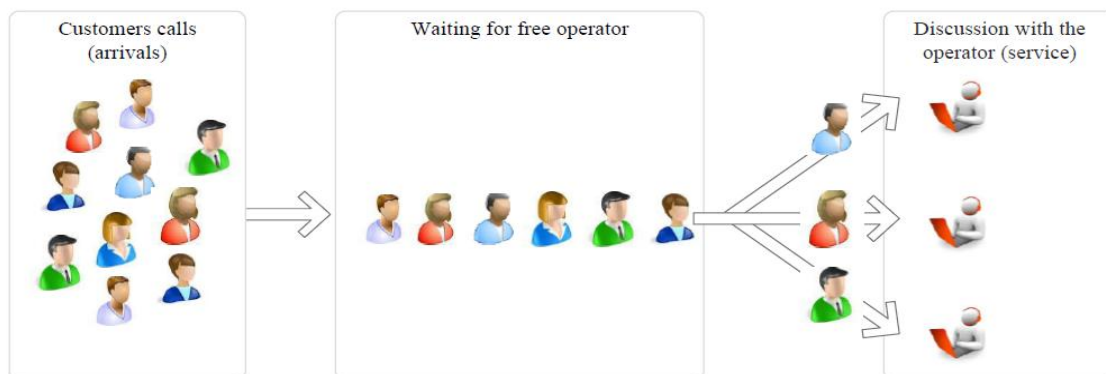 Customers calls
(arrivals)
Waiting for free operator
Discussion with the
operator (service)